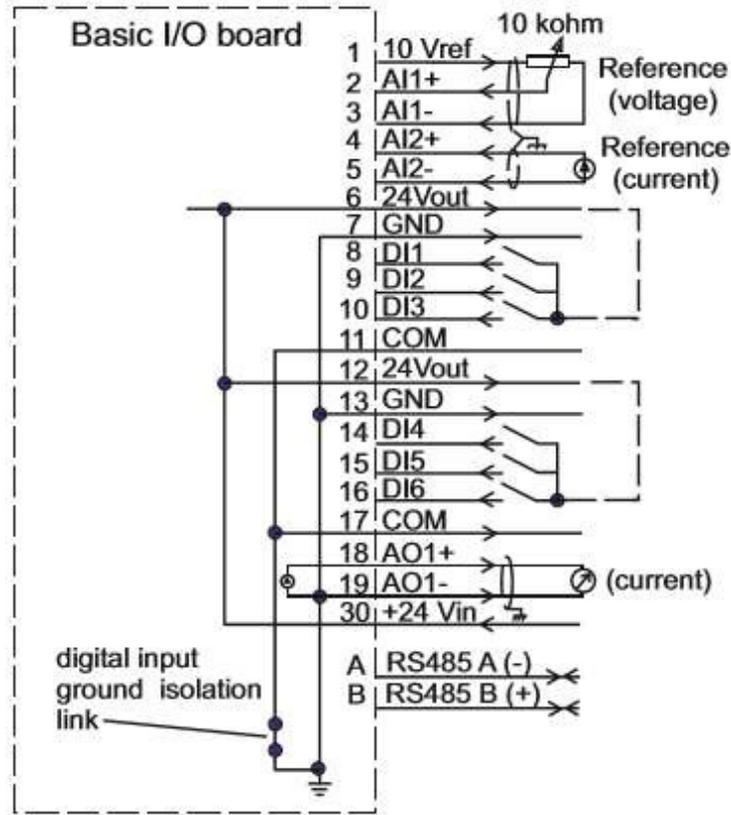 Basic I/O board
10 kohm
1 10 Vref
2 AI1+
3 AI1-
Reference
(voltage)
4 AI2+
5 AI2-
Reference
(current)
6 24Vout
7 GND
8 DI1
9 DI2
10 DI3
11 COM
12 24Vout
13 GND
14 DI4
15 DI5
16 DI6
17 COM
18 AO1+
19 AO1-
(current)
30 +24 Vin
A RS485 A (-)
B RS485 B (+)
digital input
ground isolation
link